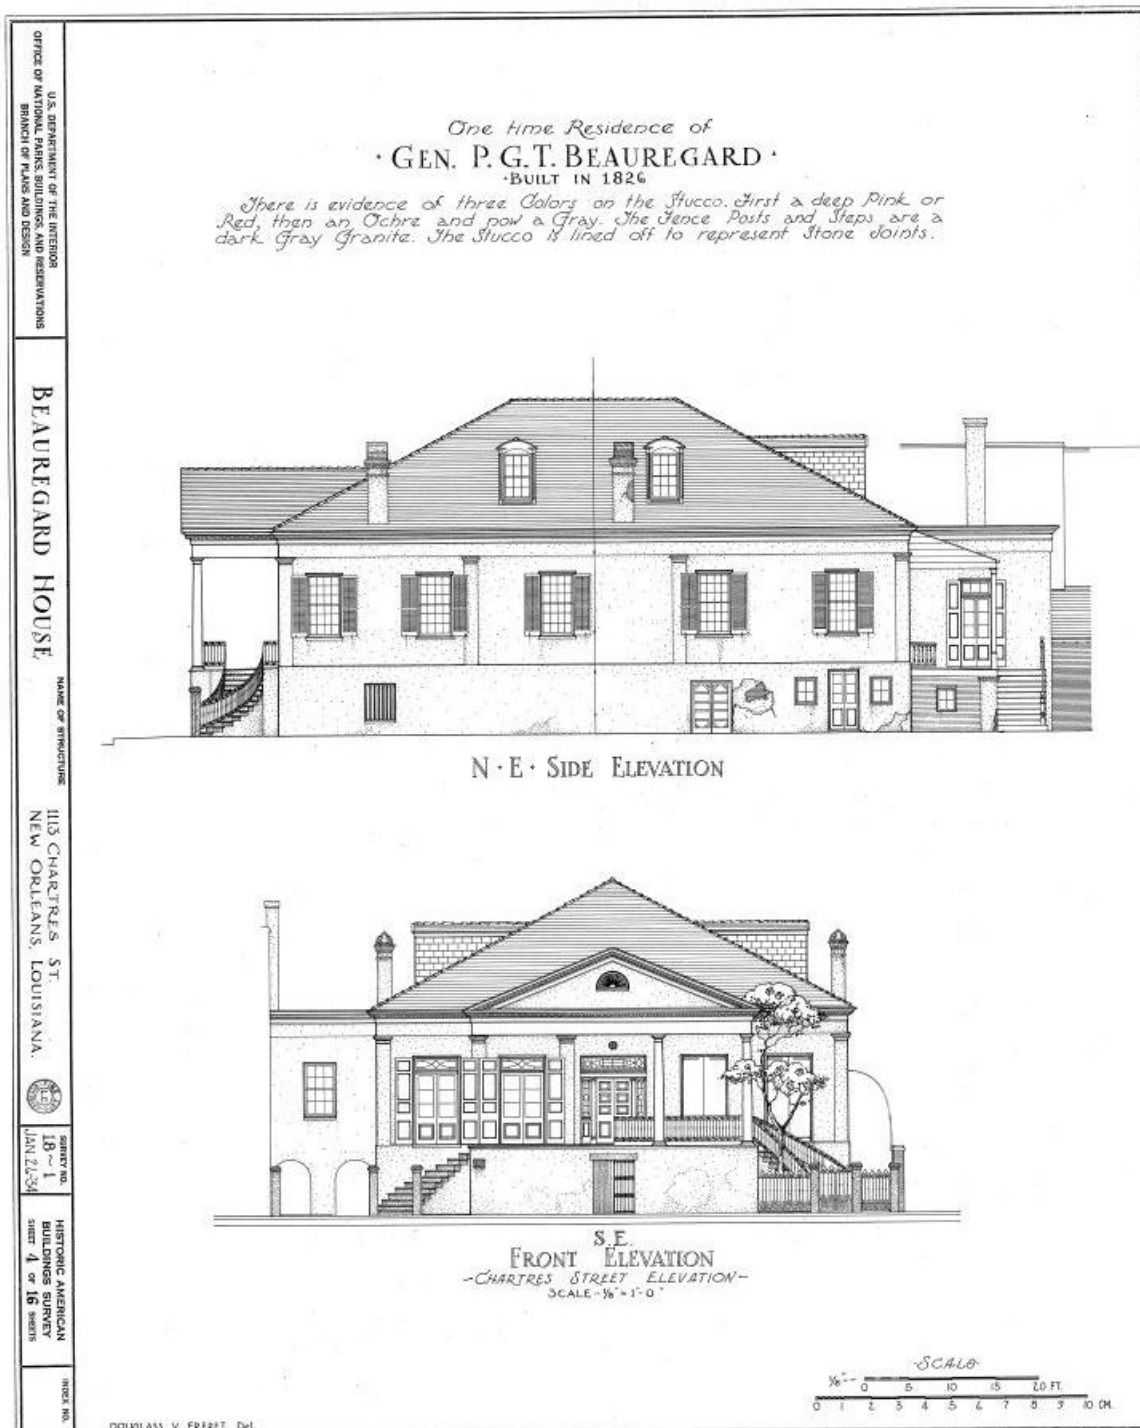 One time Residence of
· GEN. P. G. T. BEAUREGARD ·
· BUILT IN 1826
There is evidence of three Colors on the Stucco. First a deep Pink or
Red, then an Ochre and now a Gray. The Fence Posts and Steps are a
dark Gray Granite. The Stucco is lined off to represent Stone Joints.
N · E · SIDE ELEVATION
S.E.
FRONT ELEVATION
- CHARTRES STREET ELEVATION -
SCALE - 1/8" = 1'-0"
SCALE
1/8" 0 5 10 15 20 FT.
0 1 2 3 4 5 6 7 8 9 10 CM.
U.S. DEPARTMENT OF THE INTERIOR
OFFICE OF NATIONAL PARKS, BUILDINGS, AND RESERVATIONS
BRANCH OF PLANS AND DESIGN
BEAUREGARD HOUSE
NAME OF STRUCTURE
1113 CHARTRES ST.
NEW ORLEANS, LOUISIANA.
SURVEY NO.
18~1
HISTORIC AMERICAN
BUILDINGS SURVEY
SHEET 4 OF 16 SHEETS
INDEX NO.
DOUGLASS V. FRERET, Del.